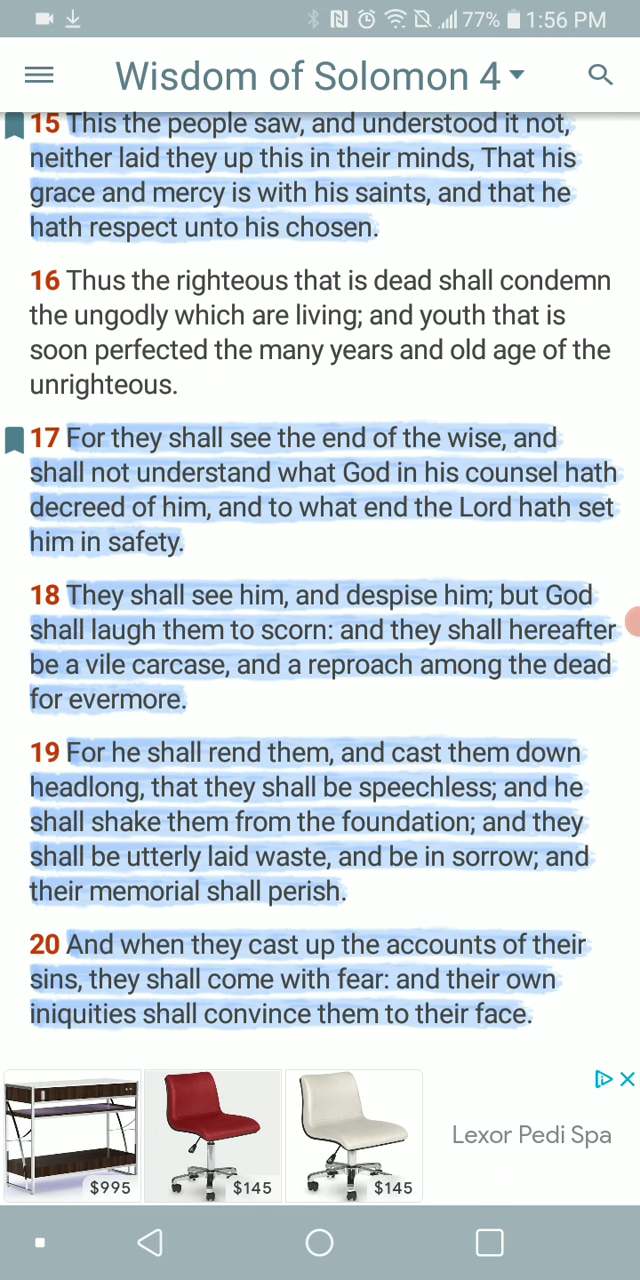 77% 1:56 PM
Wisdom of Solomon 4
15 This the people saw, and understood it not,
neither laid they up this in their minds, That his
grace and mercy is with his saints, and that he
hath respect unto his chosen.
16 Thus the righteous that is dead shall condemn
the ungodly which are living; and youth that is
soon perfected the many years and old age of the
unrighteous.
17 For they shall see the end of the wise, and
shall not understand what God in his counsel hath
decreed of him, and to what end the Lord hath set
him in safety.
18 They shall see him, and despise him; but God
shall laugh them to scorn: and they shall hereafter
be a vile carcase, and a reproach among the dead
for evermore.
19 For he shall rend them, and cast them down
headlong, that they shall be speechless; and he
shall shake them from the foundation; and they
shall be utterly laid waste, and be in sorrow; and
their memorial shall perish.
20 And when they cast up the accounts of their
sins, they shall come with fear: and their own
iniquities shall convince them to their face.
Lexor Pedi Spa
$995 $145 $145